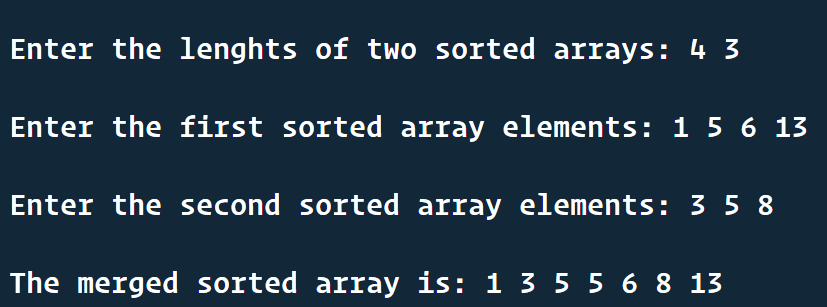 Enter the lenghts of two sorted arrays: 4 3
Enter the first sorted array elements: 1 5 6 13
Enter the second sorted array elements: 3 5 8
The merged sorted array is: 1 3 5 5 6 8 13